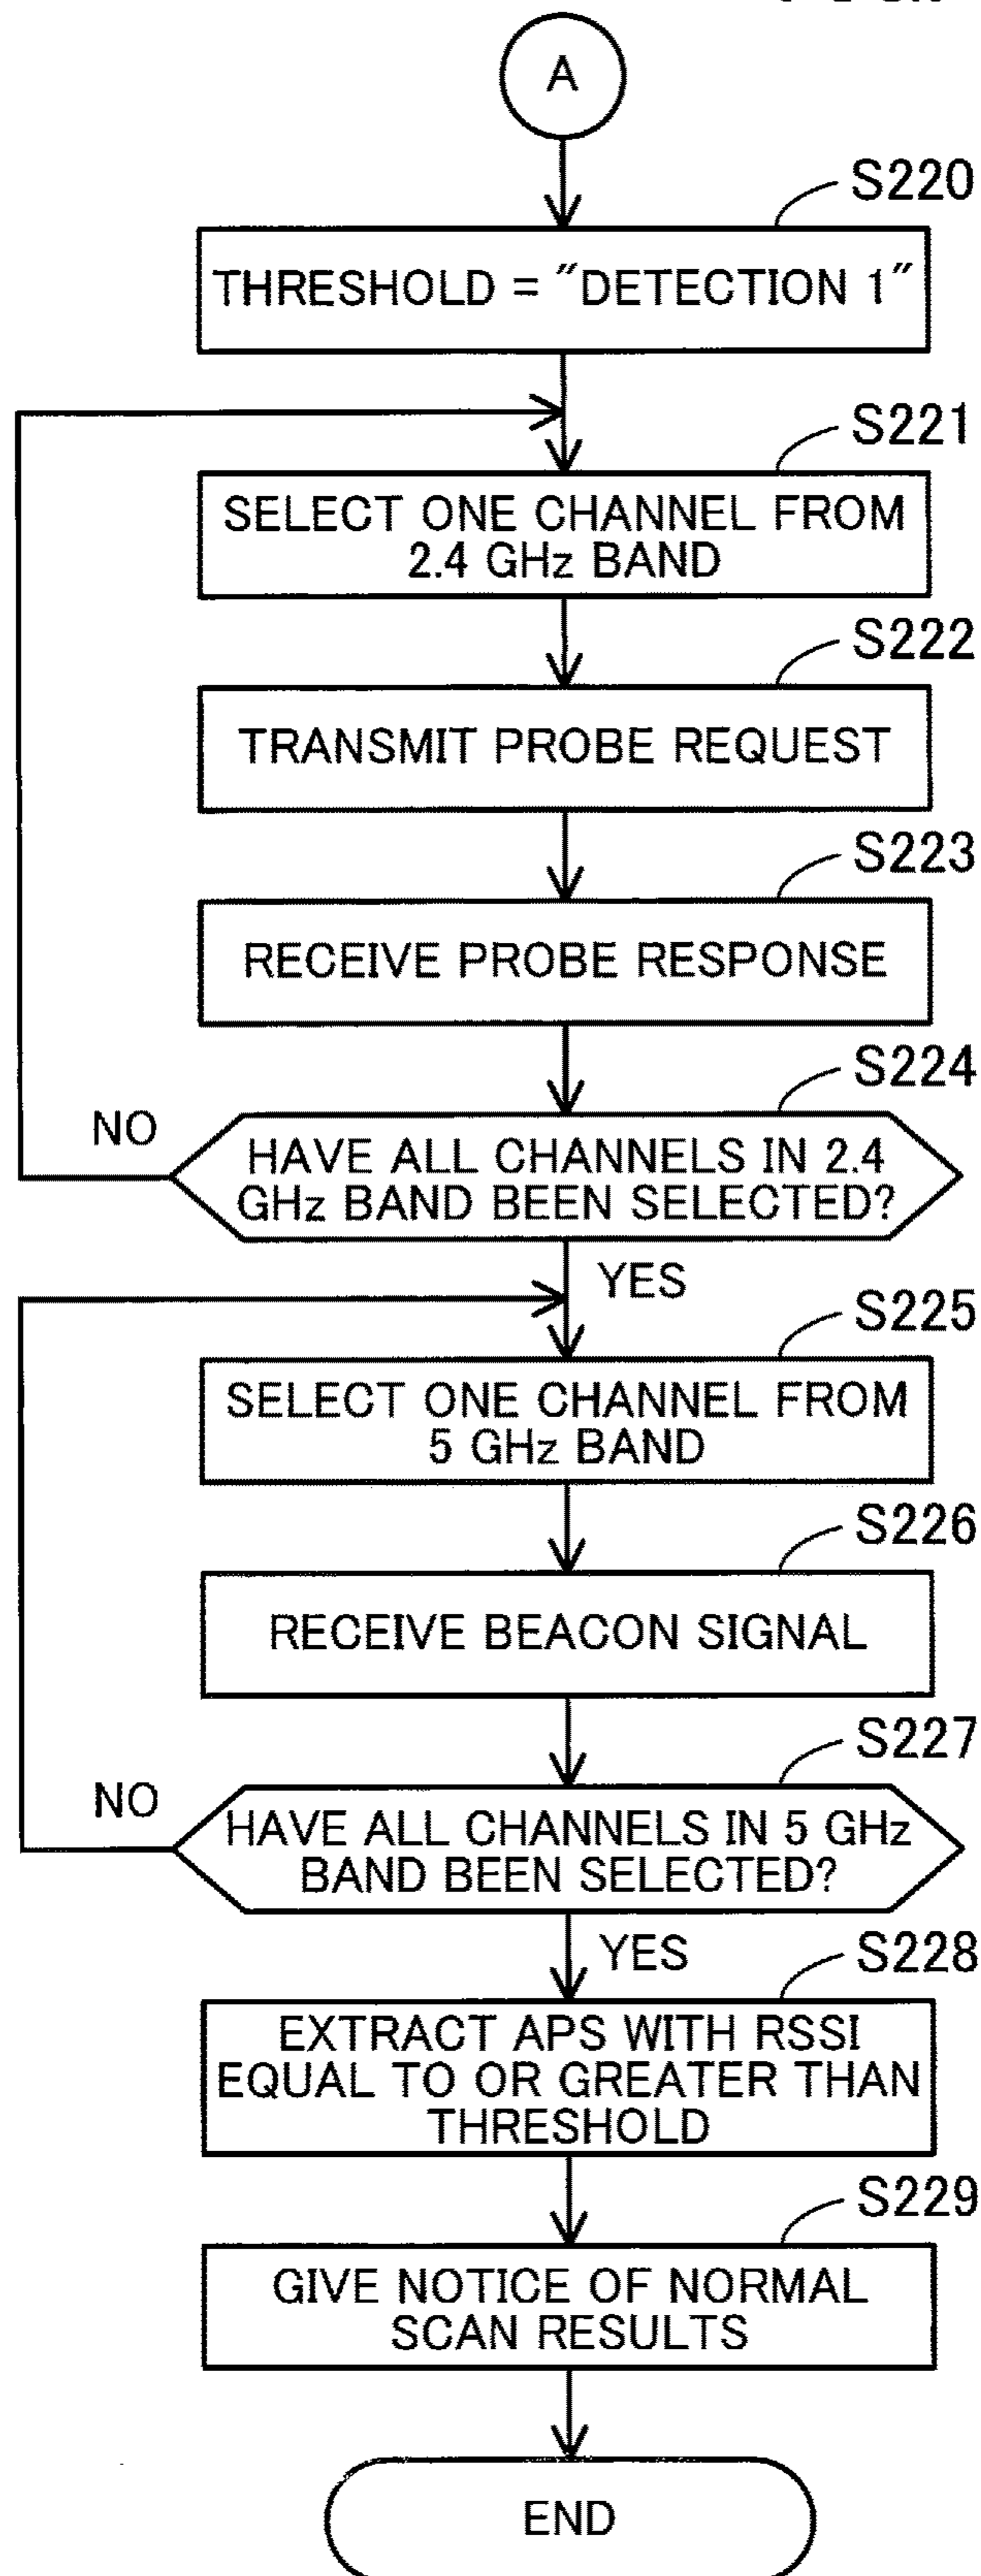 A
S220
THRESHOLD = "DETECTION 1"
S221
SELECT ONE CHANNEL FROM
2.4 GHz BAND
S222
TRANSMIT PROBE REQUEST
S223
RECEIVE PROBE RESPONSE
S224
NO
HAVE ALL CHANNELS IN 2.4
GHz BAND BEEN SELECTED?
YES
S225
SELECT ONE CHANNEL FROM
5 GHz BAND
S226
RECEIVE BEACON SIGNAL
S227
NO
HAVE ALL CHANNELS IN 5 GHz
BAND BEEN SELECTED?
YES
S228
EXTRACT APS WITH RSSI
EQUAL TO OR GREATER THAN
THRESHOLD
S229
GIVE NOTICE OF NORMAL
SCAN RESULTS
END